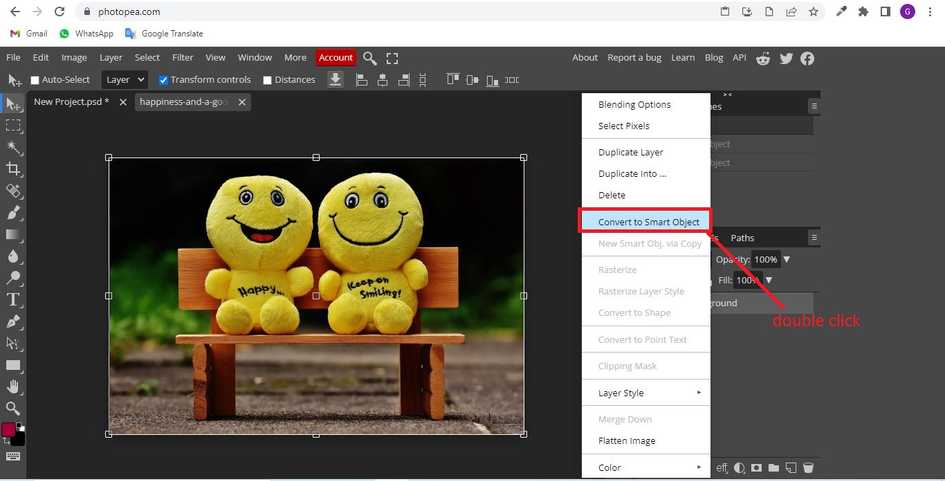 photopea.com
G
Gmail WhatsApp Google Translate
File Edit Image Layer Select Filter View Window More Account About Report a bug Learn Blog API
Auto-Select Layer Transform controls Distances
New Project.psd * happiness-and-a-go
Happy...
Keep on
Smiling!
Blending Options
Select Pixels
Duplicate Layer
Duplicate Into ...
Delete
Convert to Smart Object
New Smart Obj. via Copy
Rasterize
Rasterize Layer Style
Convert to Shape
Convert to Point Text
Clipping Mask
Layer Style
Merge Down
Flatten Image
Color
Paths
Opacity: 100%
Fill: 100%
double click
eff